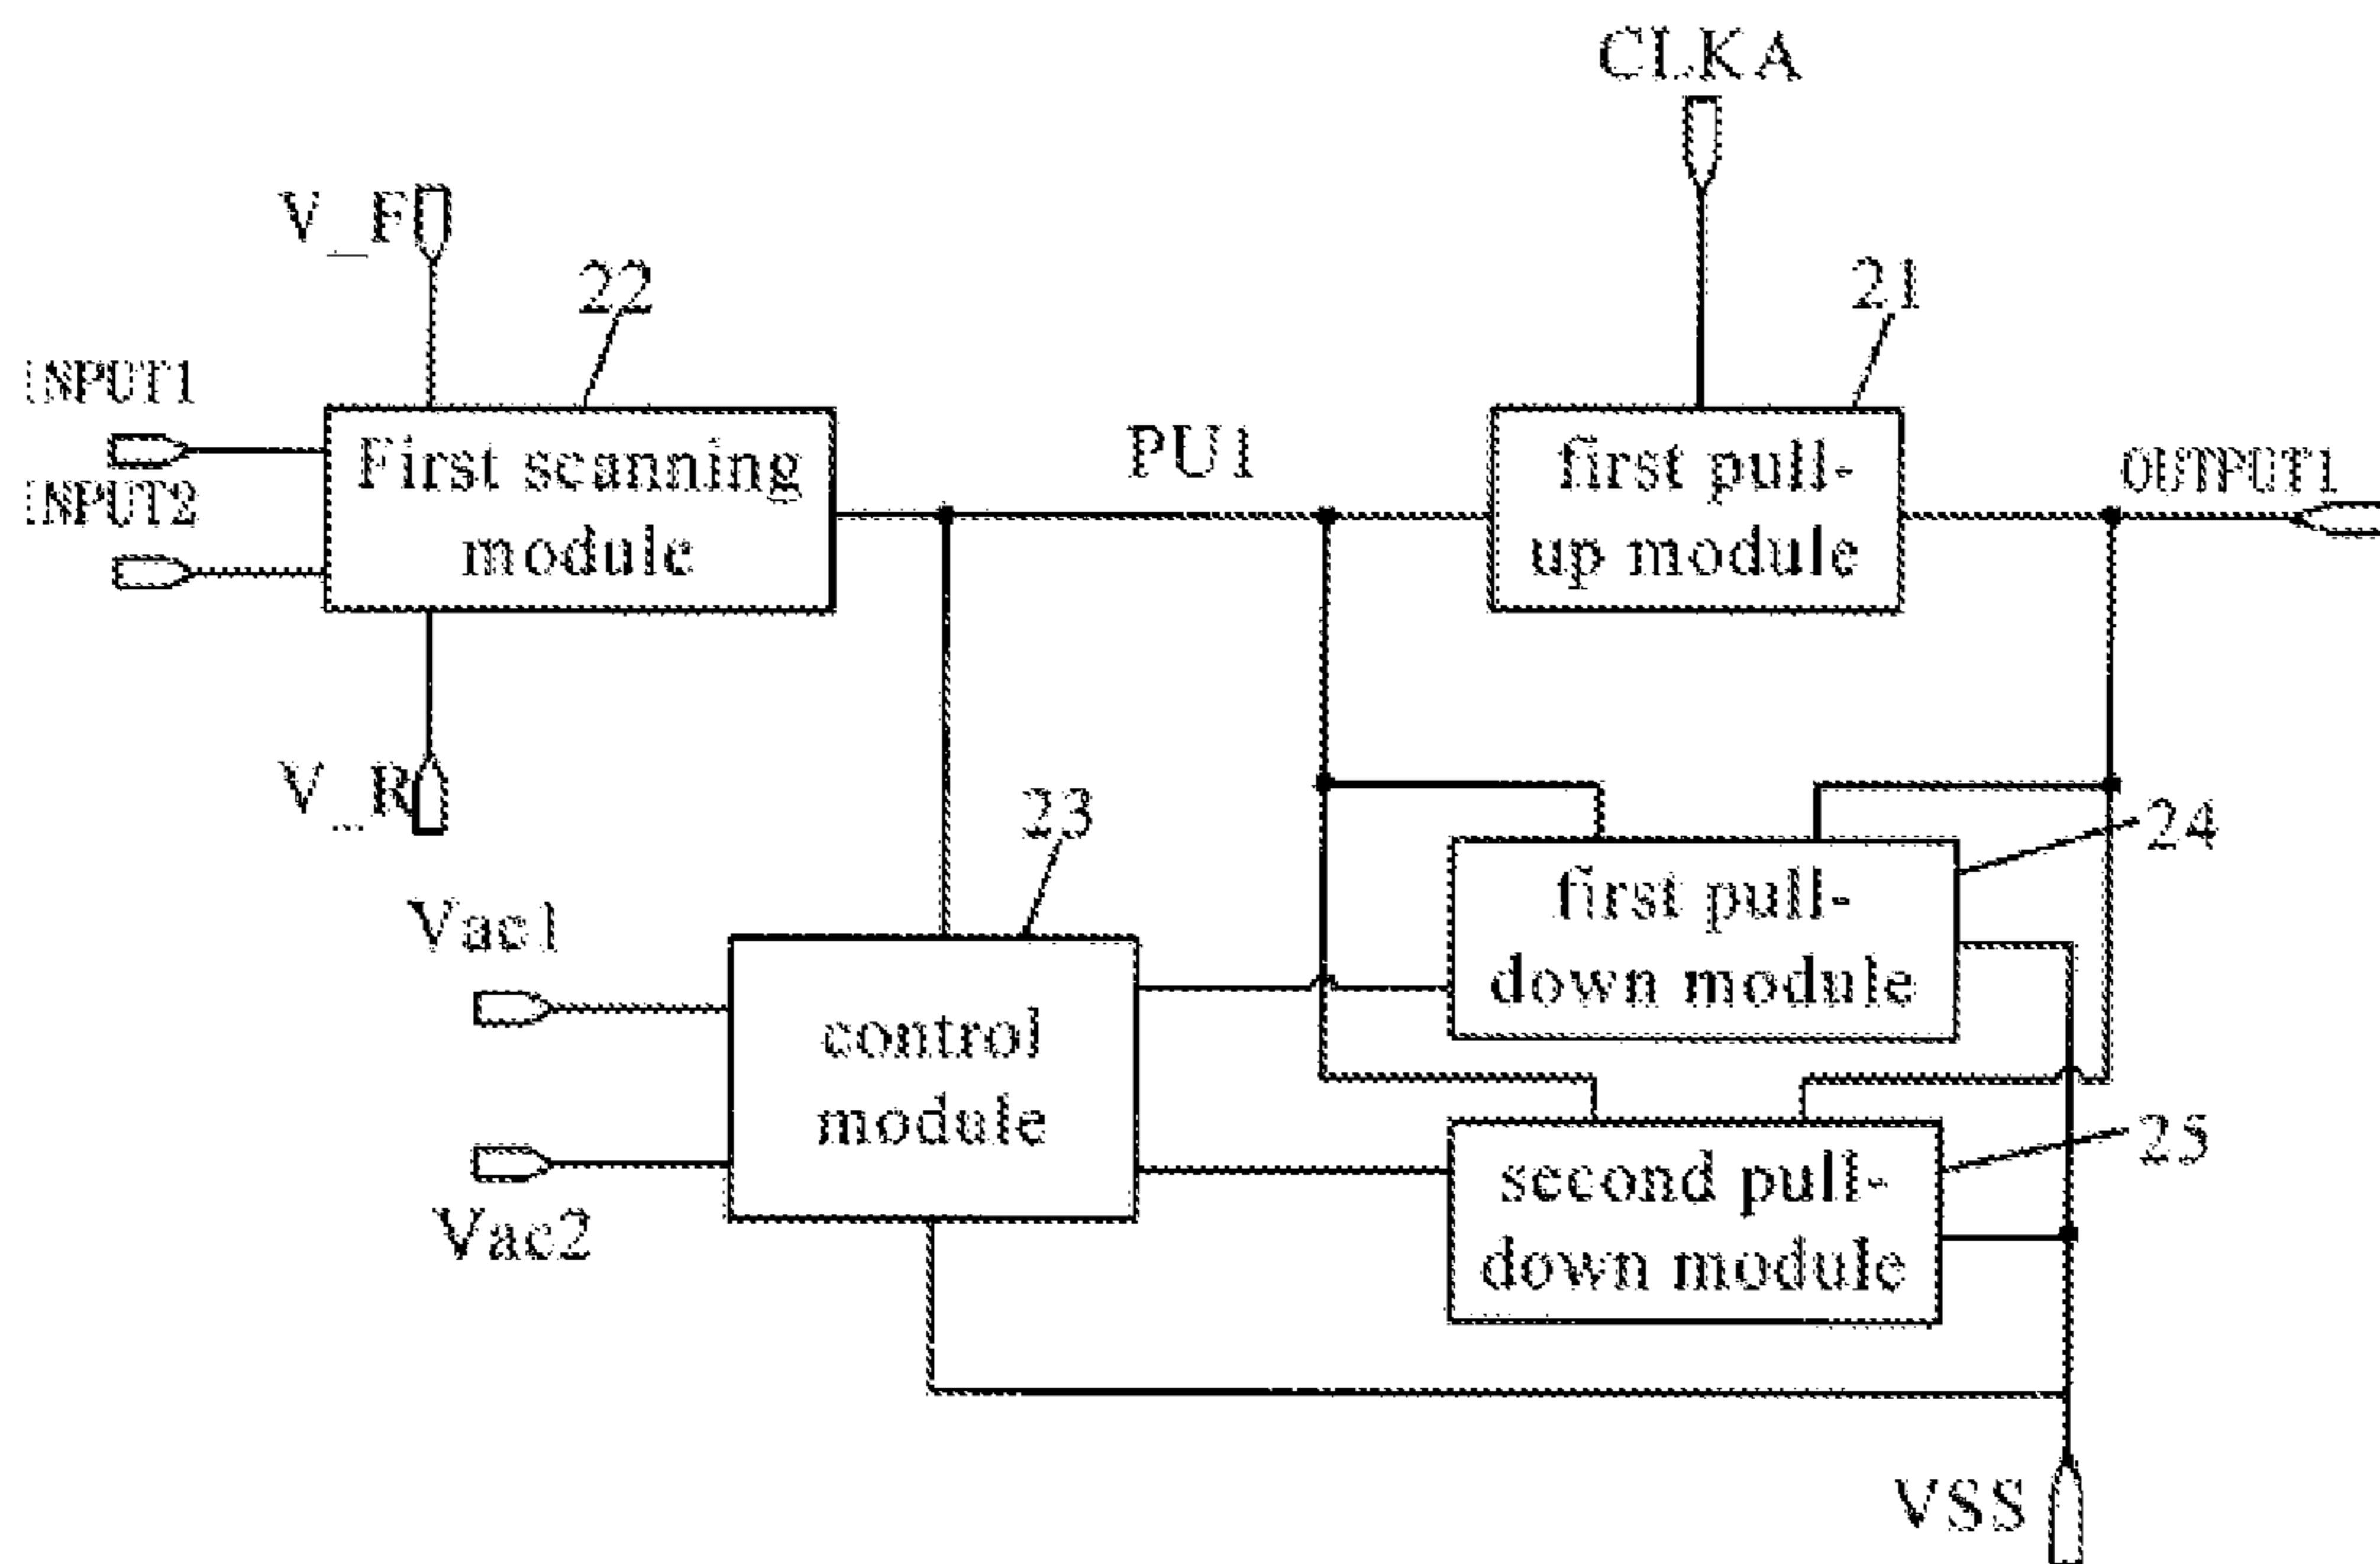 CLKA
V_F
22
21
INPUT1
First scanning
module
PU1
first pull-
up module
OUTPUT1
INPUT2
V_R
23
24
Vac1
first pull-
down module
control
module
25
second pull-
down module
Vac2
VSS